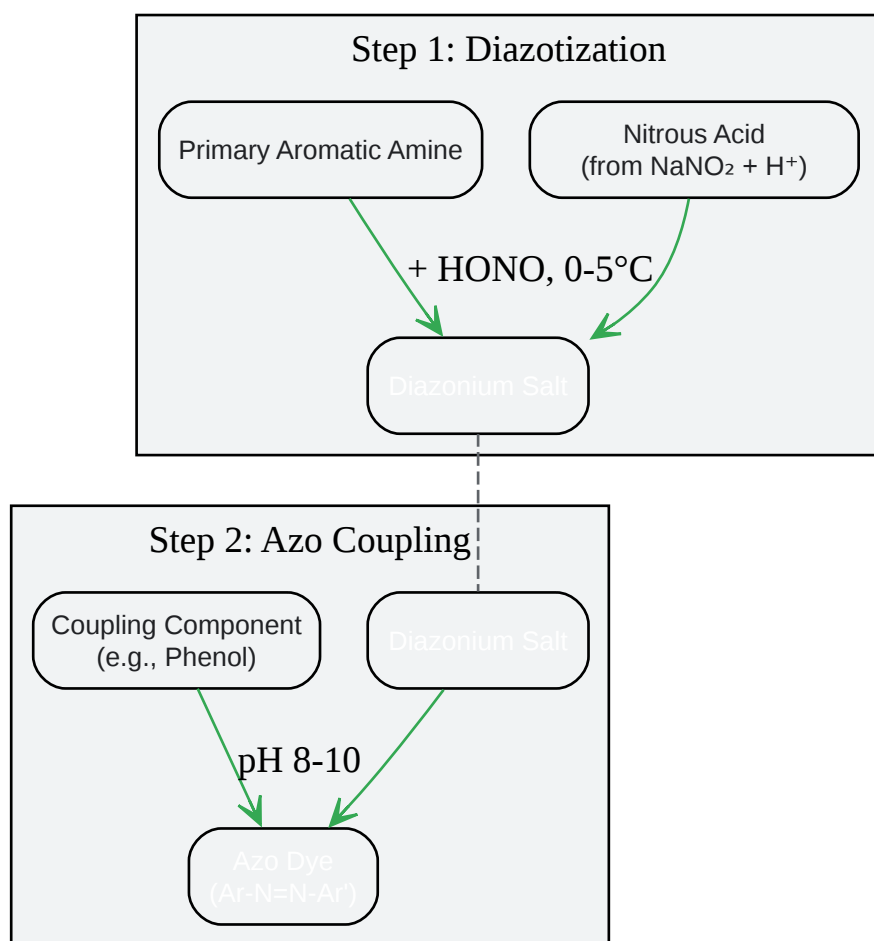 Step 1: Diazotization
Primary Aromatic Amine
Nitrous Acid
(from NaNO₂ + H⁺)
+ HONO, 0-5°C
Diazonium Salt
Step 2: Azo Coupling
Coupling Component
(e.g., Phenol)
Diazonium Salt
pH 8-10
Azo Dye
(Ar-N=N-Ar')